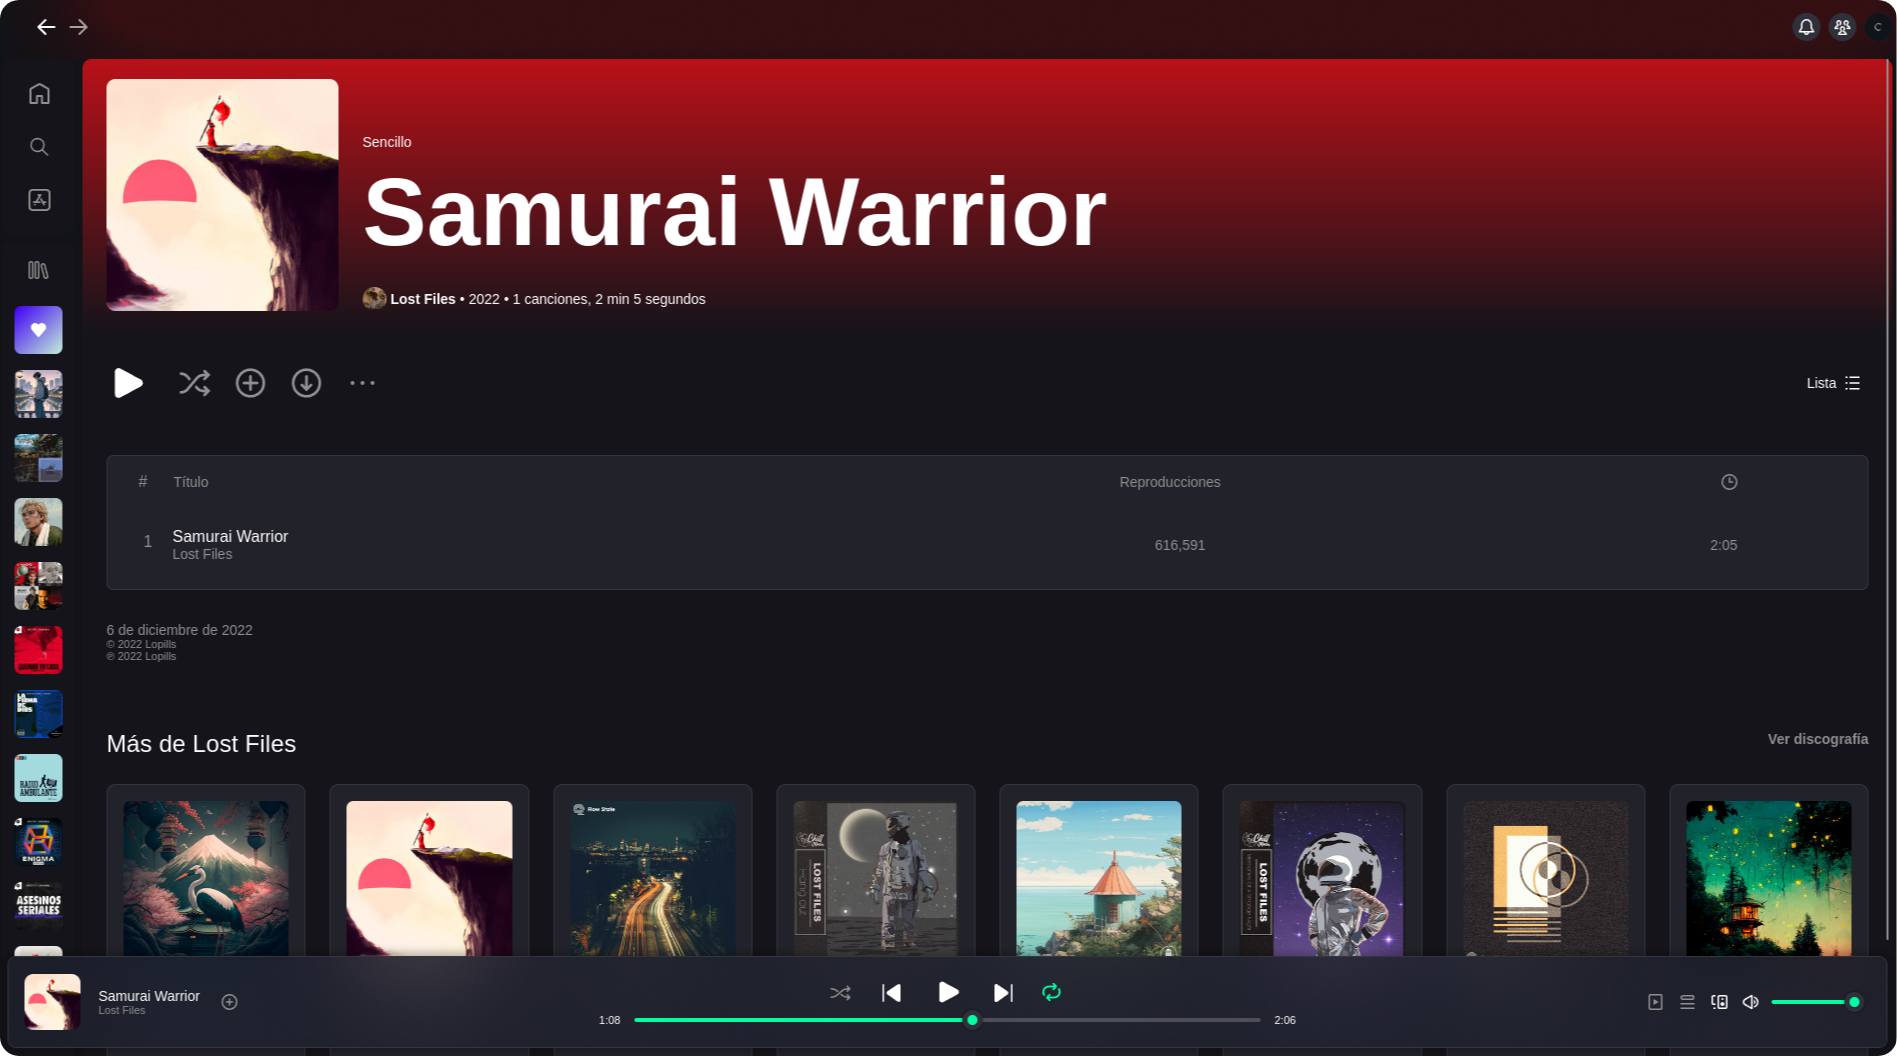 Sencillo
Samurai Warrior
Lost Files • 2022 • 1 canciones, 2 min 5 segundos
Lista
# Título Reproducciones
1 Samurai Warrior 616,591 2:05
Lost Files
6 de diciembre de 2022
© 2022 Lopills
℗ 2022 Lopills
Más de Lost Files
Ver discografía
RADIO
AMBULANTE
ENIGMA
ASESINOS
SERIALES
Flow State
Chill
LOST FILES
Chill
LOST FILES
Samurai Warrior
Lost Files
1:08
2:06